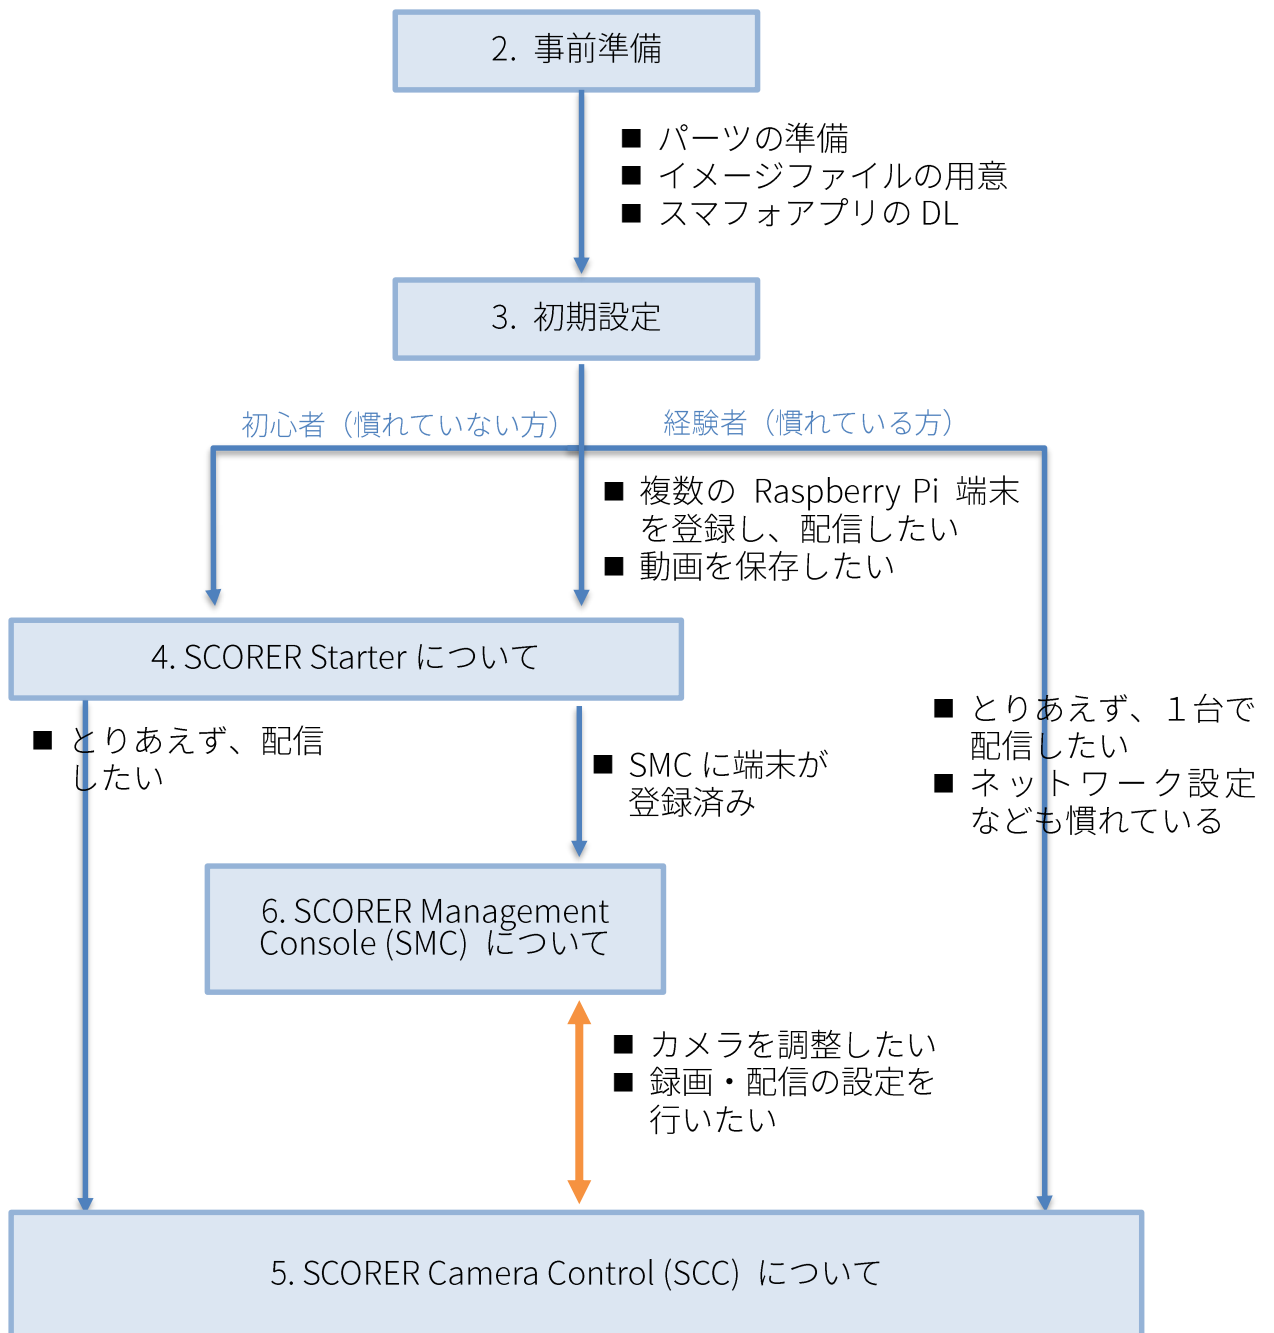 2. 事前準備
■ パーツの準備
■ イメージファイルの用意
■ スマフォアプリの DL
3. 初期設定
初心者（慣れていない方）
経験者（慣れている方）
■ 複数の Raspberry Pi 端末
を登録し、配信したい
■ 動画を保存したい
4. SCORER Starter について
■ とりあえず、配信
したい
■ SMC に端末が
登録済み
■ とりあえず、１台で
配信したい
■ ネットワーク設定
なども慣れている
6. SCORER Management
Console (SMC) について
■ カメラを調整したい
■ 録画・配信の設定を
行いたい
5. SCORER Camera Control (SCC) について